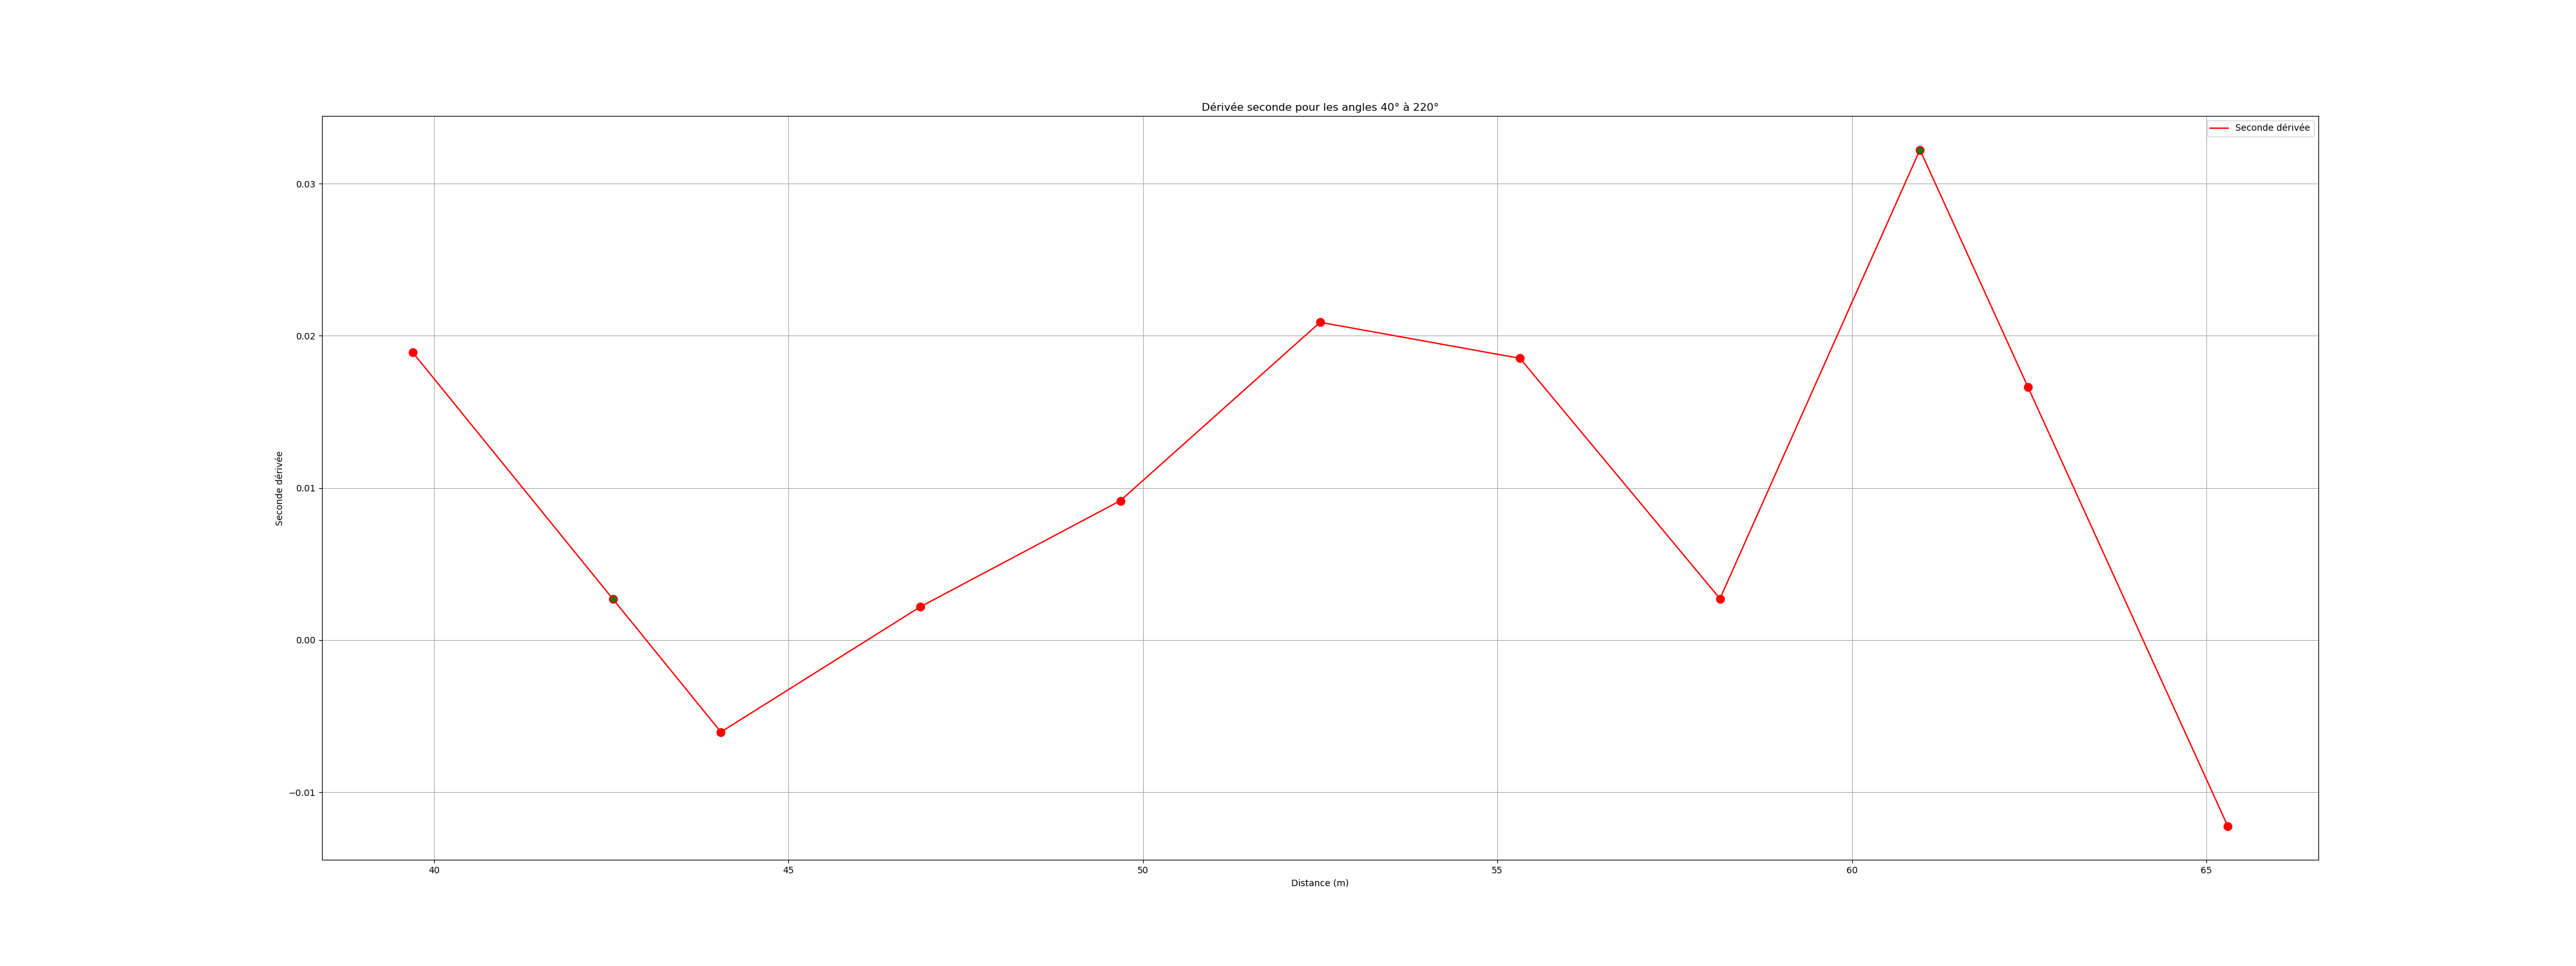 Dérivée seconde pour les angles 40° à 220°
Seconde dérivée
0.03
0.02
0.01
0.00
−0.01
Seconde dérivée
40 45 50 55 60 65
Distance (m)